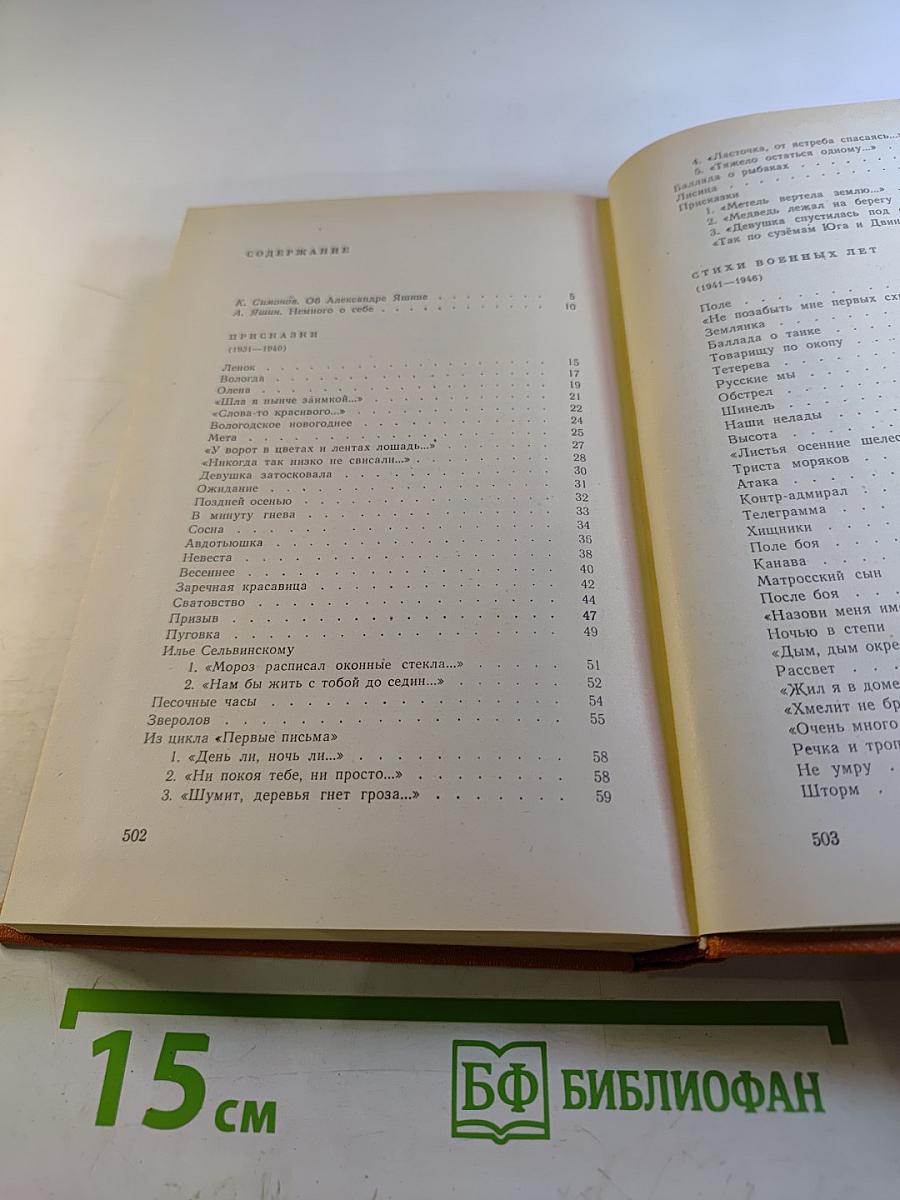 СОДЕРЖАНИЕ
К. Симонов. Об Александре Яшине . . . . . . . . 5
А. Яшин. Немного о себе . . . . . . . . . . . 10
ПРИСКАЗКИ
(1931—1940)
Ленок . . . . . . . . . . . . . . . . 15
Вологда . . . . . . . . . . . . . . . . 17
Олена . . . . . . . . . . . . . . . . 19
«Шла я нынче за́имкой...» . . . . . . . . . . 21
«Слова-то красивого...» . . . . . . . . . . . 22
Вологодское новогоднее . . . . . . . . . . . 24
Мета . . . . . . . . . . . . . . . . 25
«У ворот в цветах и лентах лошадь...» . . . . . . 27
«Никогда так низко не свисали...» . . . . . . . . 28
Девушка затосковала . . . . . . . . . . . . 30
Ожидание . . . . . . . . . . . . . . . 31
Поздней осенью . . . . . . . . . . . . . 32
В минуту гнева . . . . . . . . . . . . . 33
Сосна . . . . . . . . . . . . . . . . 34
Авдотьюшка . . . . . . . . . . . . . . 36
Невеста . . . . . . . . . . . . . . . 38
Весеннее . . . . . . . . . . . . . . . 40
Заречная красавица . . . . . . . . . . . . 42
Сватовство . . . . . . . . . . . . . . 44
Призыв . . . . . . . . . . . . . . . 47
Пуговка . . . . . . . . . . . . . . . 49
Илье Сельвинскому
1. «Мороз расписал оконные стекла...» . . . . . 51
2. «Нам бы жить с тобой до седин...» . . . . . . 52
Песочные часы . . . . . . . . . . . . . 54
Зверолов . . . . . . . . . . . . . . . 55
Из цикла «Первые письма»
1. «День ли, ночь ли...» . . . . . . . . . . 58
2. «Ни покоя тебе, ни просто...» . . . . . . . . 58
3. «Шумит, деревья гнет гроза...» . . . . . . . 59
502
4. «Ласточка, от ястреба спасаясь...»
5. «Тяжело остаться одному...» .
Баллада о рыбаках . . . . . .
Лисица . . . . . . . .
Присказки
1. «Метель вертела землю...» .
2. «Медведь лежал на берегу
3. «Девушка спустилась под
«Так по сузёмам Юга и Двин
СТИХИ ВОЕННЫХ ЛЕТ
(1941—1946)
Поле . . . . . . . .
«Не позабыть мне первых схв
Землянка . . . . . . .
Баллада о танке . . . . .
Товарищу по окопу . . . .
Тетерева . . . . . . .
Русские мы . . . . . .
Обстрел . . . . . . .
Шинель . . . . . . .
Наши нелады . . . . .
Высота . . . . . . .
«Листья осенние шелес
Триста моряков . . . .
Атака . . . . . . .
Контр-адмирал . . . .
Телеграмма . . . . .
Хищники . . . . . .
Поле боя . . . . .
Канава . . . . . .
Матросский сын . . .
После боя . . . .
«Назови меня им
Ночью в степи .
«Дым, дым окре
Рассвет . . . .
«Жил я в доме
«Хмелит не бр
«Очень много
Речка и троп
Не умру .
Шторм .
503
15 см
БФ БИБЛИОФАН